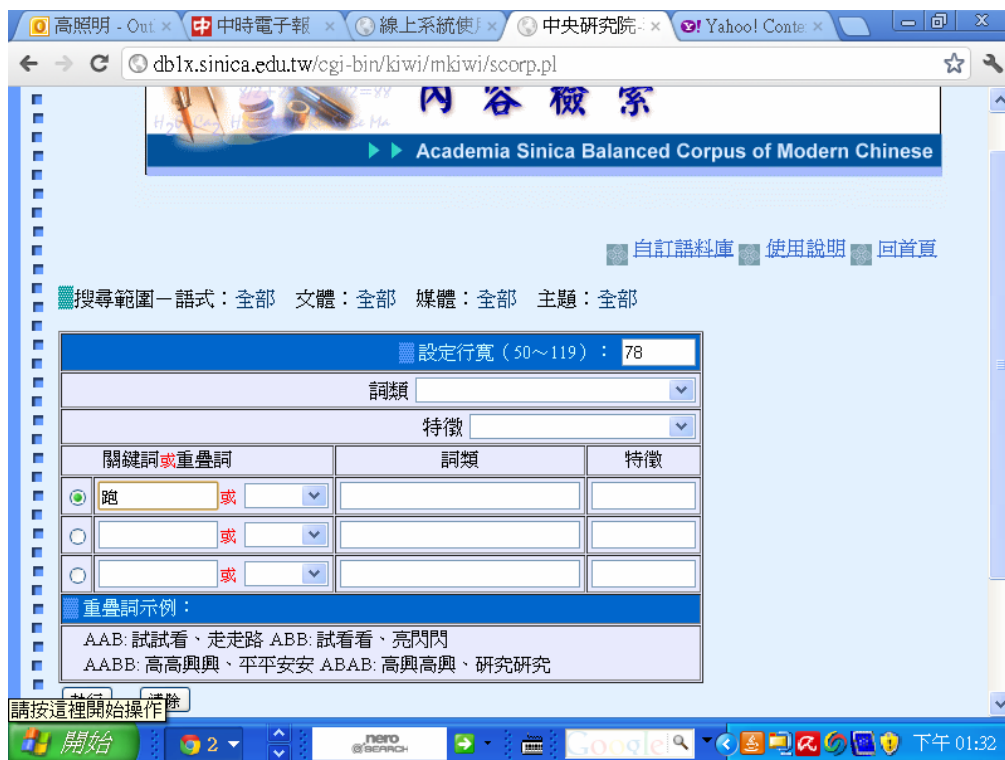 高照明 - Out
中時電子報
線上系統使
中央研究院-
Yahoo! Conte
db1x.sinica.edu.tw/cgi-bin/kiwi/mkiwi/scorp.pl
內容檢索
Academia Sinica Balanced Corpus of Modern Chinese
自訂語料庫 使用說明 回首頁
搜尋範圍－語式：全部 文體：全部 媒體：全部 主題：全部
設定行寬（50～119）： 78
詞類
特徵
關鍵詞或重疊詞 詞類 特徵
跑 或
或
或
重疊詞示例：
AAB: 試試看、走走路 ABB: 試看看、亮閃閃
AABB: 高高興興、平平安安 ABAB: 高興高興、研究研究
執行 清除
請按這裡開始操作
開始 2 nero SEARCH Google 下午 01:32